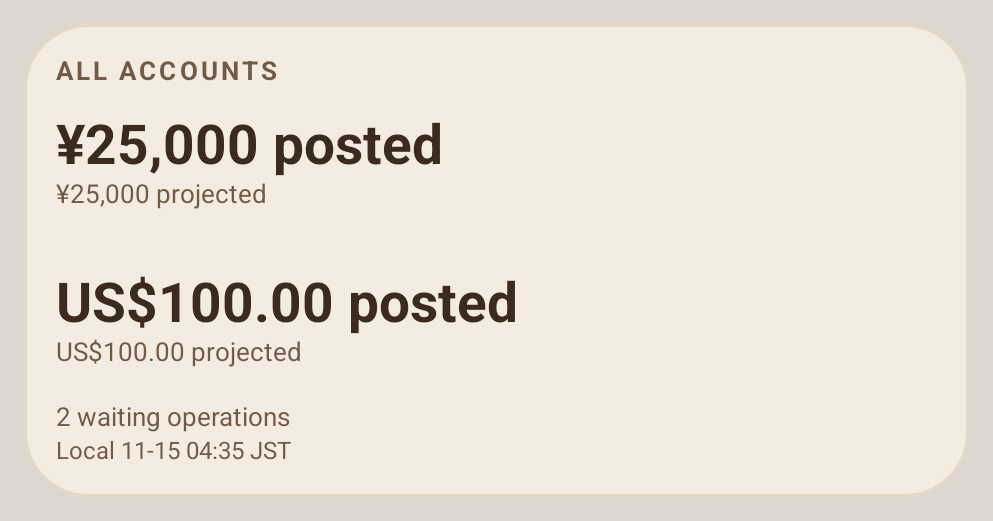 ALL ACCOUNTS
¥25,000 posted
¥25,000 projected
US$100.00 posted
US$100.00 projected
2 waiting operations
Local 11-15 04:35 JST